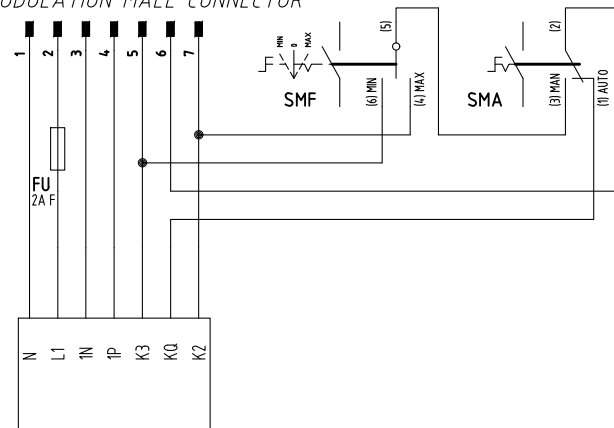 MODULATION MALE CONNECTOR
1
2
3
4
5
6
7
MIN
0
MAX
(5)
(2)
SMF
(6) MIN
(4) MAX
SMA
(3) MAN
(1) AUTO
FU
2A F
N
L1
1N
1P
K3
KQ
K2